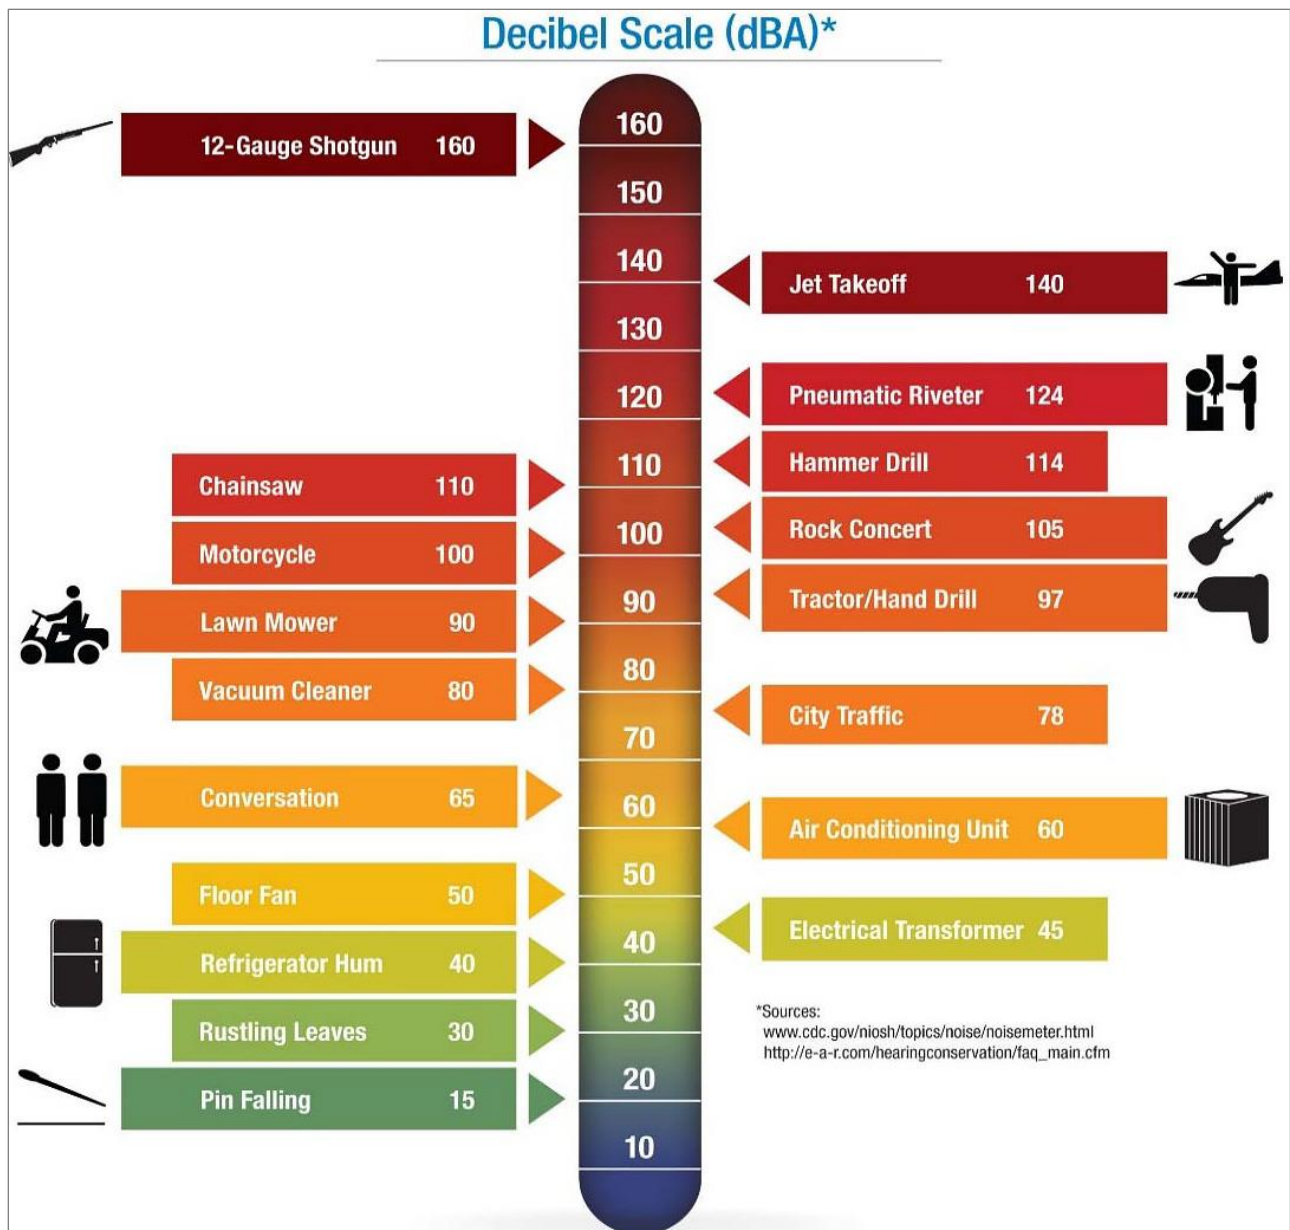 Decibel Scale (dBA)*
160
12-Gauge Shotgun 160
150
140
Jet Takeoff 140
130
120
Pneumatic Riveter 124
110
Hammer Drill 114
Chainsaw 110
100
Rock Concert 105
Motorcycle 100
90
Tractor/Hand Drill 97
Lawn Mower 90
80
Vacuum Cleaner 80
City Traffic 78
70
Conversation 65
60
Air Conditioning Unit 60
50
Floor Fan 50
Electrical Transformer 45
40
Refrigerator Hum 40
30
Rustling Leaves 30
*Sources:
www.cdc.gov/niosh/topics/noise/noisemeter.html
http://e-a-r.com/hearingconservation/faq_main.cfm
20
Pin Falling 15
10